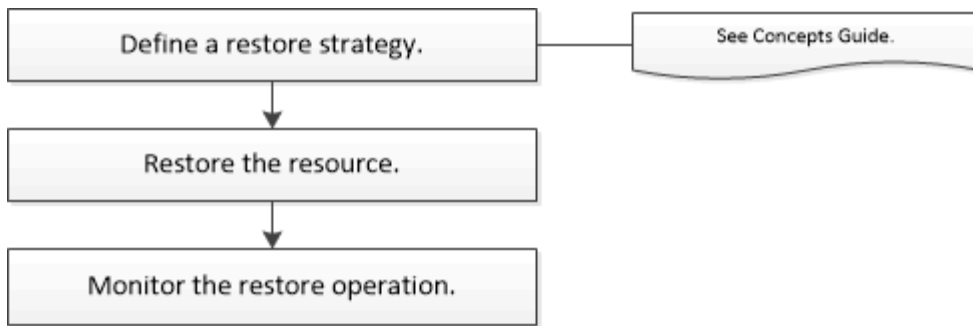 Define a restore strategy.
See Concepts Guide.
Restore the resource.
Monitor the restore operation.